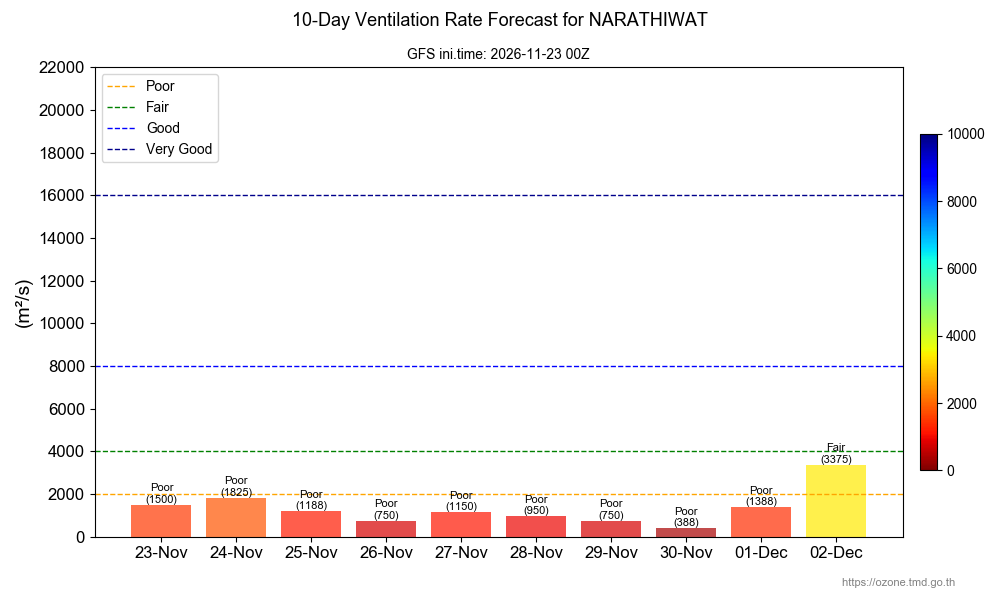 10-Day Ventilation Rate Forecast for NARATHIWAT
GFS ini.time: 2026-11-23 00Z
(m²/s)
22000
20000
18000
16000
14000
12000
10000
8000
6000
4000
2000
0
Poor
Fair
Good
Very Good
Poor
(1500)
Poor
(1825)
Poor
(1188)
Poor
(750)
Poor
(1150)
Poor
(950)
Poor
(750)
Poor
(388)
Poor
(1388)
Fair
(3375)
23-Nov 24-Nov 25-Nov 26-Nov 27-Nov 28-Nov 29-Nov 30-Nov 01-Dec 02-Dec
10000
8000
6000
4000
2000
0
https://ozone.tmd.go.th